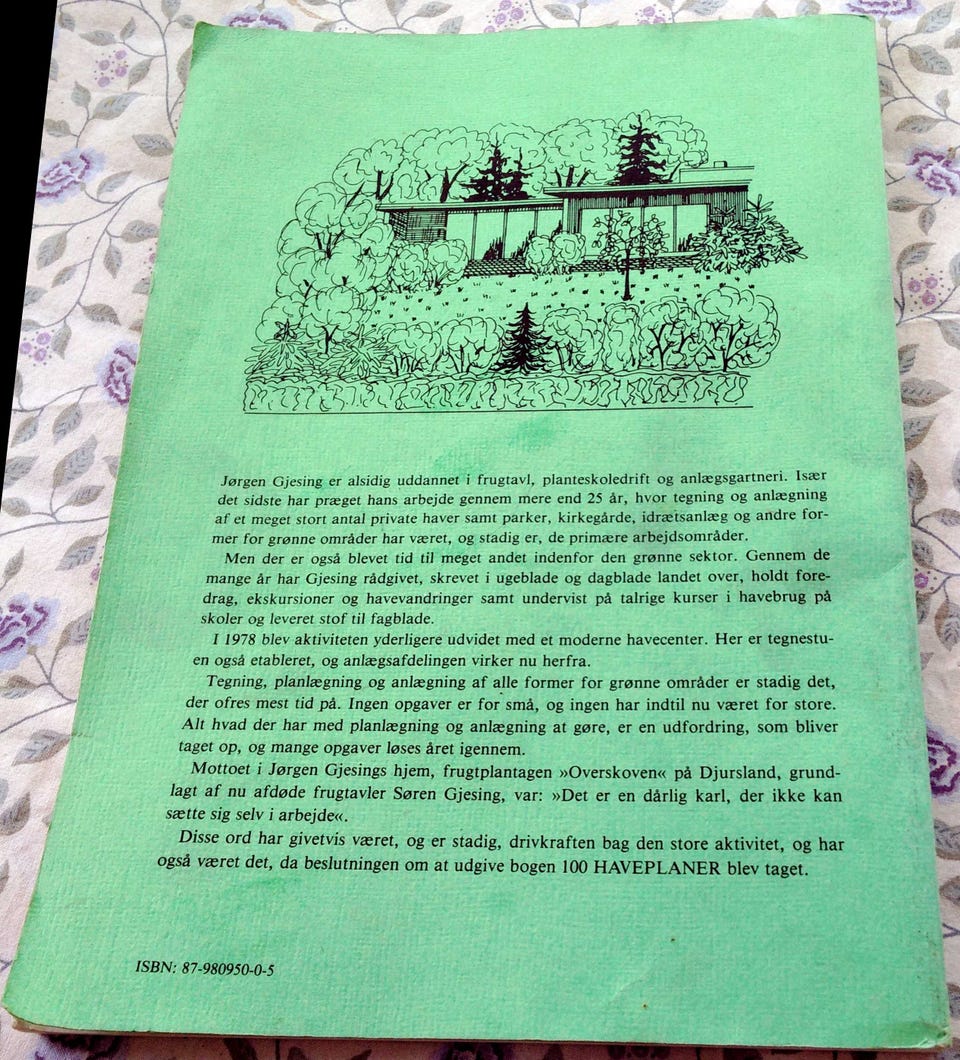 Jørgen Gjesing er alsidig uddannet i frugtavl, planteskoledrift og anlægsgartneri. Især
det sidste har præget hans arbejde gennem mere end 25 år, hvor tegning og anlægning
af et meget stort antal private haver samt parker, kirkegårde, idrætsanlæg og andre for-
mer for grønne områder har været, og stadig er, de primære arbejdsområder.
Men der er også blevet tid til meget andet indenfor den grønne sektor. Gennem de
mange år har Gjesing rådgivet, skrevet i ugeblade og dagblade landet over, holdt fore-
drag, ekskursioner og havevandringer samt undervist på talrige kurser i havebrug på
skoler og leveret stof til fagblade.
I 1978 blev aktiviteten yderligere udvidet med et moderne havecenter. Her er tegnestu-
en også etableret, og anlægsafdelingen virker nu herfra.
Tegning, planlægning og anlægning af alle former for grønne områder er stadig det,
der ofres mest tid på. Ingen opgaver er for små, og ingen har indtil nu været for store.
Alt hvad der har med planlægning og anlægning at gøre, er en udfordring, som bliver
taget op, og mange opgaver løses året igennem.
Mottoet i Jørgen Gjesings hjem, frugtplantagen »Overskoven« på Djursland, grund-
lagt af nu afdøde frugtavler Søren Gjesing, var: »Det er en dårlig karl, der ikke kan
sætte sig selv i arbejde«.
Disse ord har givetvis været, og er stadig, drivkraften bag den store aktivitet, og har
også været det, da beslutningen om at udgive bogen 100 HAVEPLANER blev taget.
ISBN: 87-980950-0-5